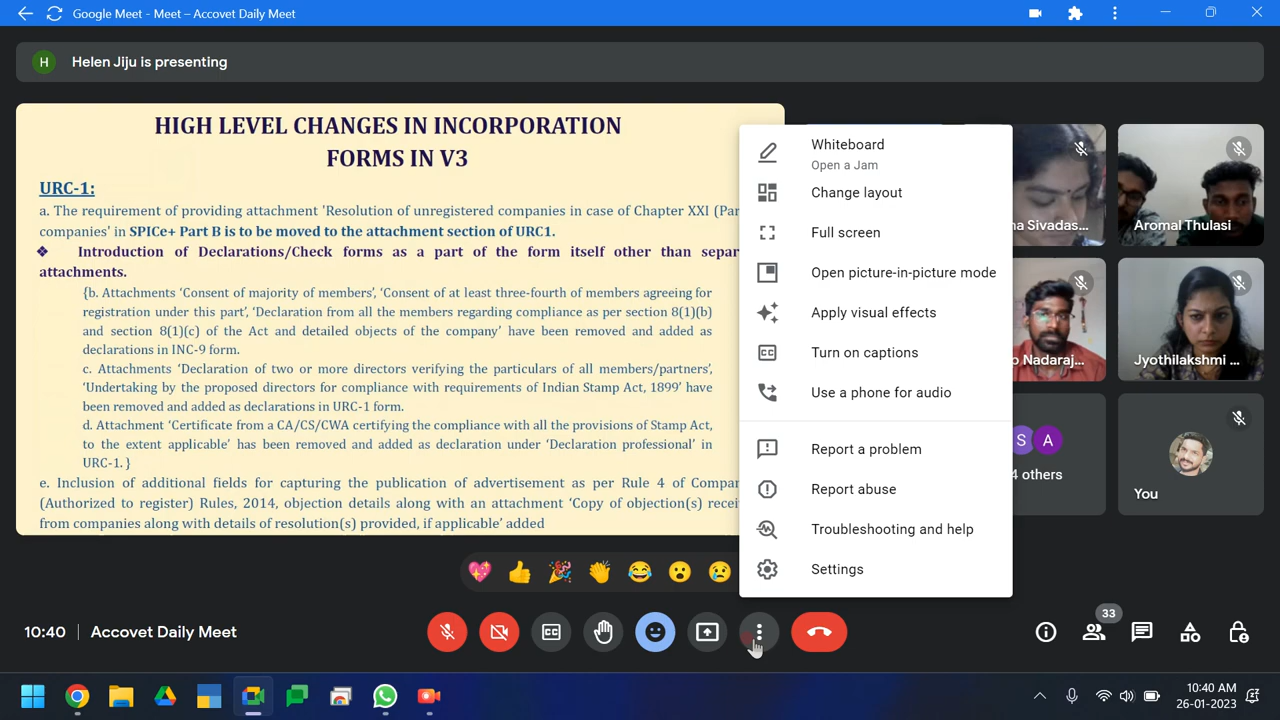 Google Meet - Meet – Accovet Daily Meet
H
Helen Jiju is presenting
HIGH LEVEL CHANGES IN INCORPORATION
FORMS IN V3
URC-1:
a. The requirement of providing attachment 'Resolution of unregistered companies in case of Chapter XXI (Par
companies' in SPICe+ Part B is to be moved to the attachment section of URC1.
❖ Introduction of Declarations/Check forms as a part of the form itself other than separ
attachments.
{b. Attachments 'Consent of majority of members', 'Consent of at least three-fourth of members agreeing for
registration under this part', 'Declaration from all the members regarding compliance as per section 8(1)(b)
and section 8(1)(c) of the Act and detailed objects of the company' have been removed and added as
declarations in INC-9 form.
c. Attachments 'Declaration of two or more directors verifying the particulars of all members/partners',
'Undertaking by the proposed directors for compliance with requirements of Indian Stamp Act, 1899' have
been removed and added as declarations in URC-1 form.
d. Attachment 'Certificate from a CA/CS/CWA certifying the compliance with all the provisions of Stamp Act,
to the extent applicable' has been removed and added as declaration under 'Declaration professional' in
URC-1. }
e. Inclusion of additional fields for capturing the publication of advertisement as per Rule 4 of Compan
(Authorized to register) Rules, 2014, objection details along with an attachment 'Copy of objection(s) recei
from companies along with details of resolution(s) provided, if applicable' added
Whiteboard
Open a Jam
Change layout
Full screen
Open picture-in-picture mode
Apply visual effects
Turn on captions
Use a phone for audio
Report a problem
Report abuse
Troubleshooting and help
Settings
na Sivadas...
Aromal Thulasi
o Nadaraj...
Jyothilakshmi ...
S A
4 others
You
10:40 | Accovet Daily Meet
33
10:40 AM
26-01-2023